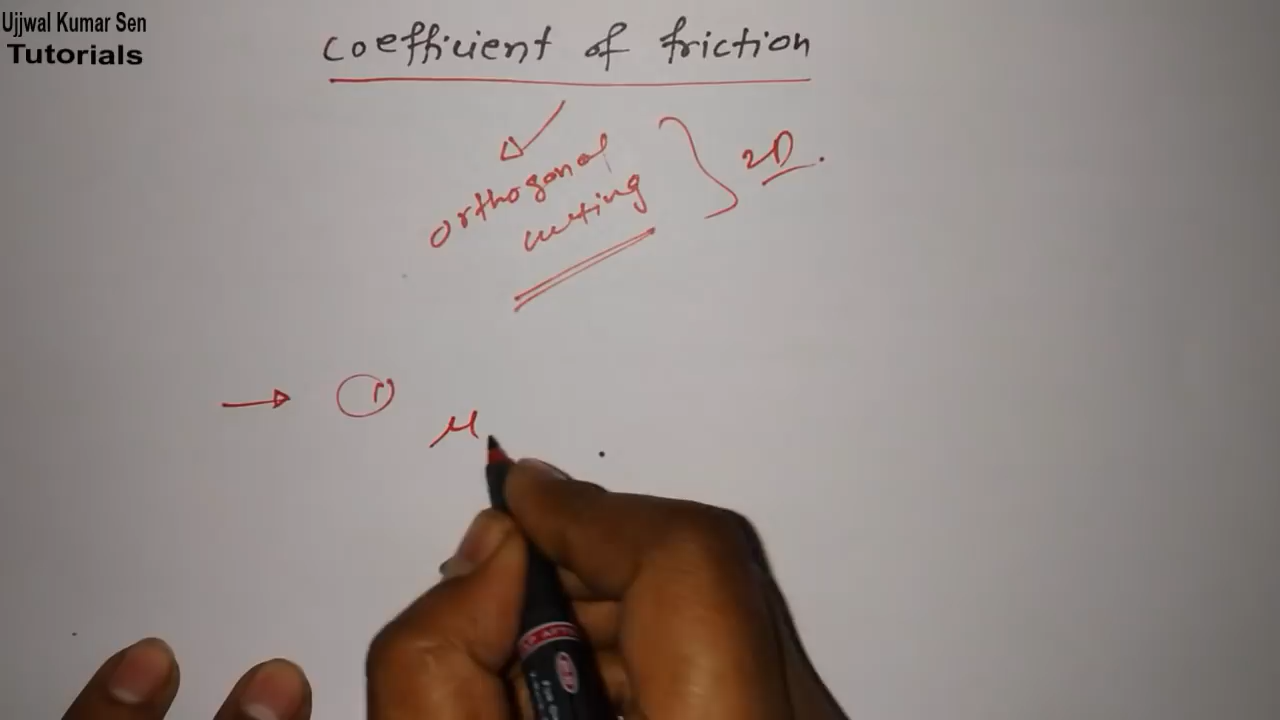 Ujjwal Kumar Sen
Tutorials
coefficient of friction
orthogonal
cutting
2D.
→ ①
μ